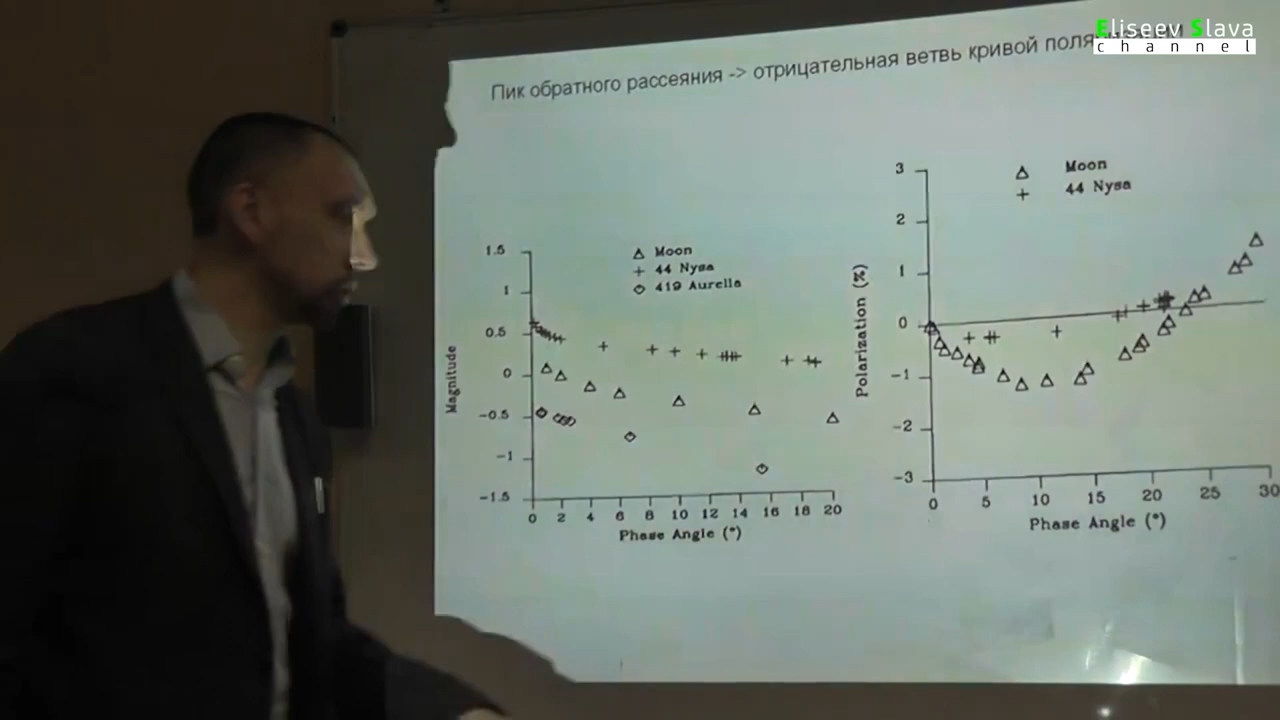 Eliseev Slava
channel
Пик обратного рассеяния -> отрицательная ветвь кривой
1.5
1
0.5
0
-0.5
-1
-1.5
Magnitude
Moon
44 Nysa
419 Aurelia
0 2 4 6 8 10 12 14 16 18 20
Phase Angle (°)
3
2
1
0
-1
-2
-3
Polarization (%)
Moon
44 Nysa
0 5 10 15 20 25 30
Phase Angle (°)